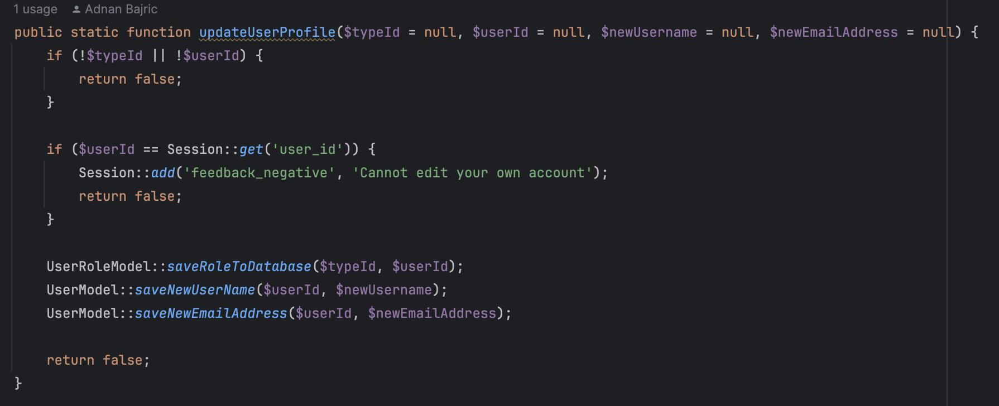 1 usage Adnan Bajric
public static function updateUserProfile($typeId = null, $userId = null, $newUsername = null, $newEmailAddress = null) {
    if (!$typeId || !$userId) {
        return false;
    }

    if ($userId == Session::get('user_id')) {
        Session::add('feedback_negative', 'Cannot edit your own account');
        return false;
    }

    UserRoleModel::saveRoleToDatabase($typeId, $userId);
    UserModel::saveNewUserName($userId, $newUsername);
    UserModel::saveNewEmailAddress($userId, $newEmailAddress);

    return false;
}